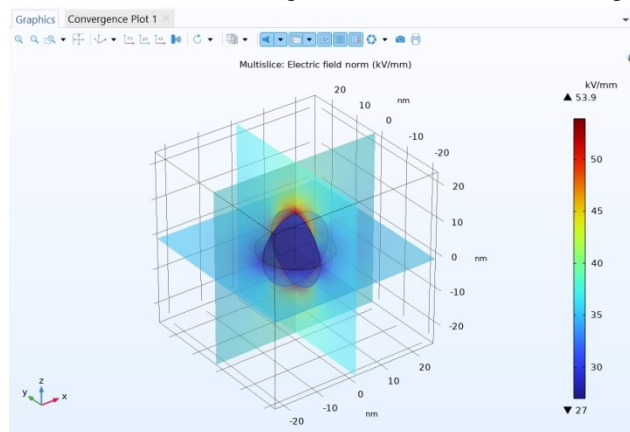 Graphics Convergence Plot 1
Multislice: Electric field norm (kV/mm)
20
10
0
-10
-20
nm
20
10
0
-10
-20
nm
20
10
0
-10
-20
nm
z
y
x
kV/mm
▲ 53.9
50
45
40
35
30
▼ 27